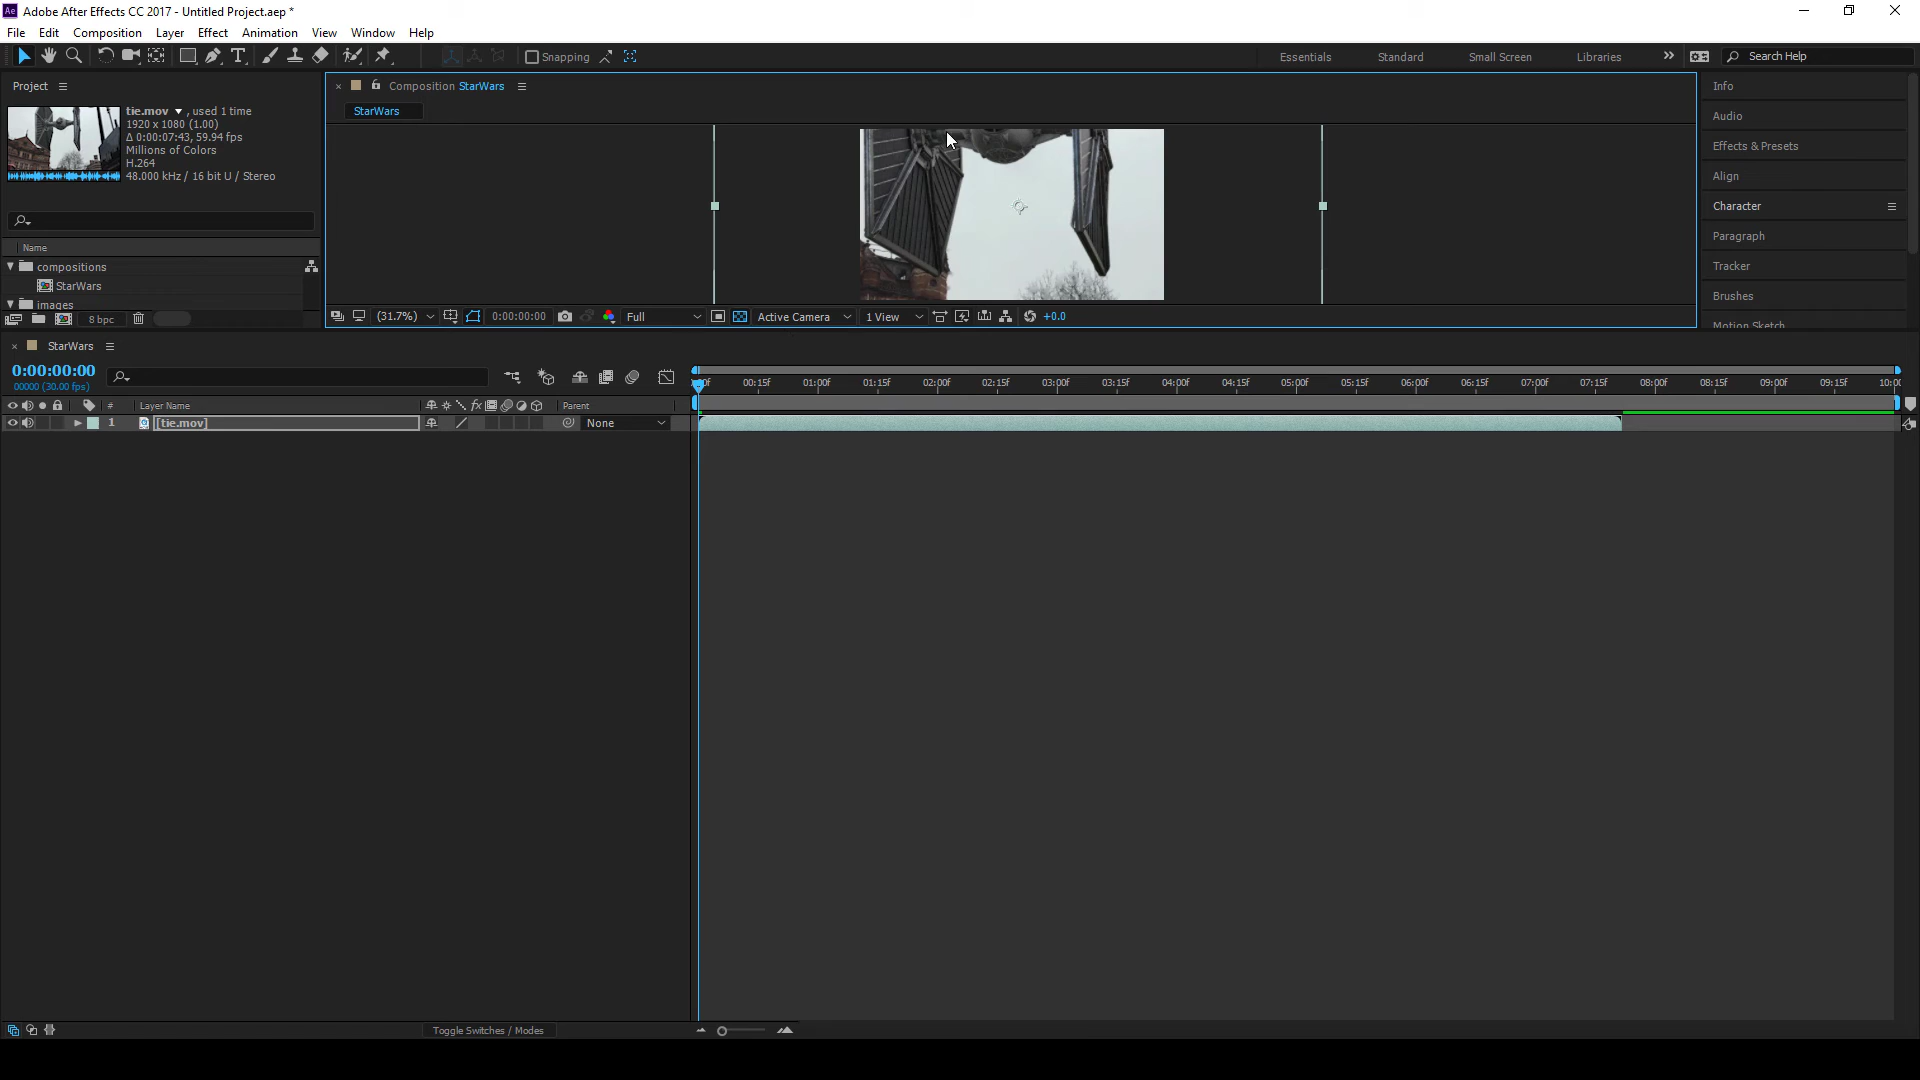 Ae Adobe After Effects CC 2017 - Untitled Project.aep *
File Edit Composition Layer Effect Animation View Window Help
T Snapping Essentials Standard Small Screen Libraries >> Search Help
Project
tie.mov ▼ , used 1 time
1920 x 1080 (1.00)
Δ 0:00:07:43, 59.94 fps
Millions of Colors
H.264
48.000 kHz / 16 bit U / Stereo
Name
compositions
StarWars
images
8 bpc
× Composition StarWars
StarWars
(31.7%) 0:00:00:00 Full Active Camera 1 View +0.0
Info
Audio
Effects & Presets
Align
Character
Paragraph
Tracker
Brushes
Motion Sketch
× StarWars
0:00:00:00
00000 (30.00 fps)
00:15f 01:00f 01:15f 02:00f 02:15f 03:00f 03:15f 04:00f 04:15f 05:00f 05:15f 06:00f 06:15f 07:00f 07:15f 08:00f 08:15f 09:00f 09:15f 10:00
# Layer Name fx Parent
1 [tie.mov] None
Toggle Switches / Modes